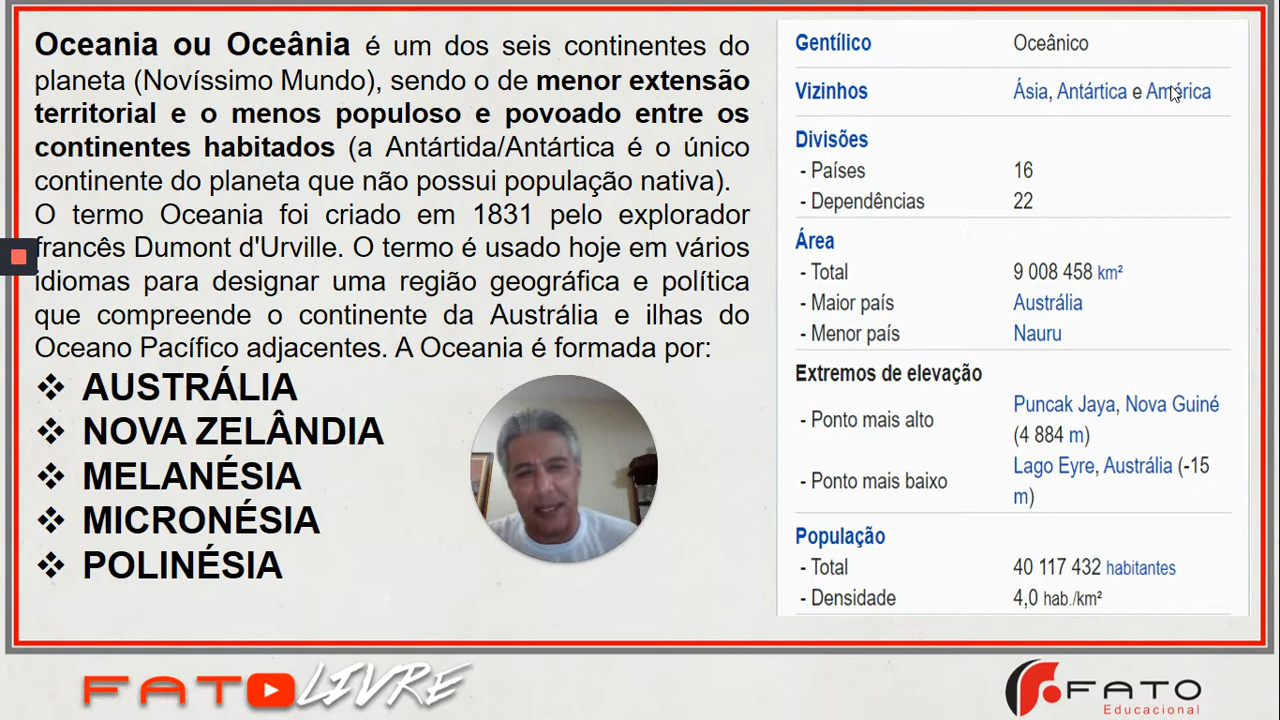 Oceania ou Oceânia é um dos seis continentes do
planeta (Novíssimo Mundo), sendo o de menor extensão
territorial e o menos populoso e povoado entre os
continentes habitados (a Antártida/Antártica é o único
continente do planeta que não possui população nativa).
O termo Oceania foi criado em 1831 pelo explorador
francês Dumont d'Urville. O termo é usado hoje em vários
idiomas para designar uma região geográfica e política
que compreende o continente da Austrália e ilhas do
Oceano Pacífico adjacentes. A Oceania é formada por:
❖ AUSTRÁLIA
❖ NOVA ZELÂNDIA
❖ MELANÉSIA
❖ MICRONÉSIA
❖ POLINÉSIA
Gentílico Oceânico
Vizinhos Ásia, Antártica e América
Divisões
- Países 16
- Dependências 22
Área
- Total 9 008 458 km²
- Maior país Austrália
- Menor país Nauru
Extremos de elevação
- Ponto mais alto Puncak Jaya, Nova Guiné
(4 884 m)
- Ponto mais baixo Lago Eyre, Austrália (-15
m)
População
- Total 40 117 432 habitantes
- Densidade 4,0 hab./km²
FATO LIVRE
FATO
Educacional